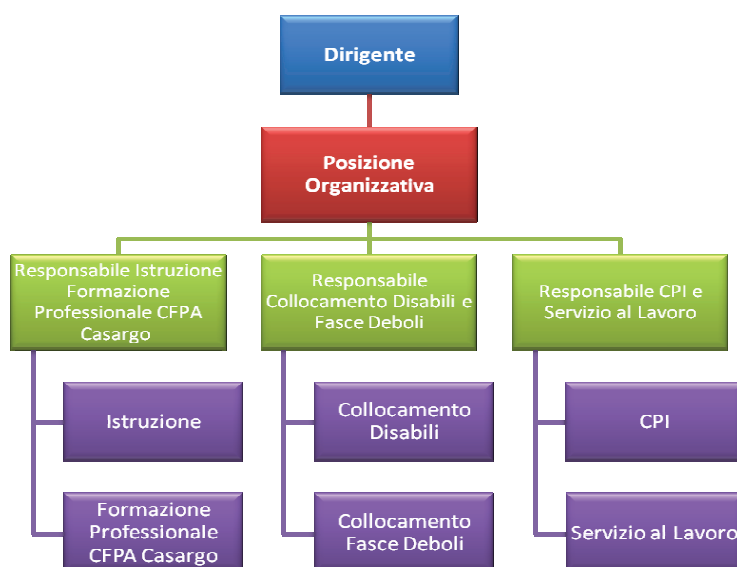 Dirigente
Posizione
Organizzativa
Responsabile Istruzione
Formazione
Professionale CFPA
Casargo
Responsabile
Collocamento Disabili e
Fasce Deboli
Responsabile CPI e
Servizio al Lavoro
Istruzione
Collocamento
Disabili
CPI
Formazione
Professionale
CFPA Casargo
Collocamento
Fasce Deboli
Servizio al Lavoro